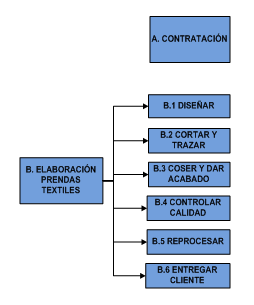 A. CONTRATACIÓN
B.1 DISEÑAR
B.2 CORTAR Y
TRAZAR
B. ELABORACIÓN
PRENDAS
TEXTILES
B.3 COSER Y DAR
ACABADO
B.4 CONTROLAR
CALIDAD
B.5 REPROCESAR
B.6 ENTREGAR
CLIENTE